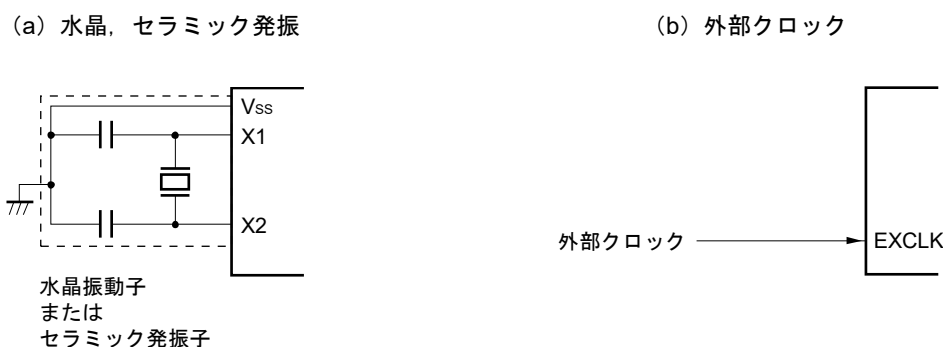 (a) 水晶，セラミック発振
(b) 外部クロック
VSS
X1
X2
水晶振動子
または
セラミック発振子
外部クロック
EXCLK